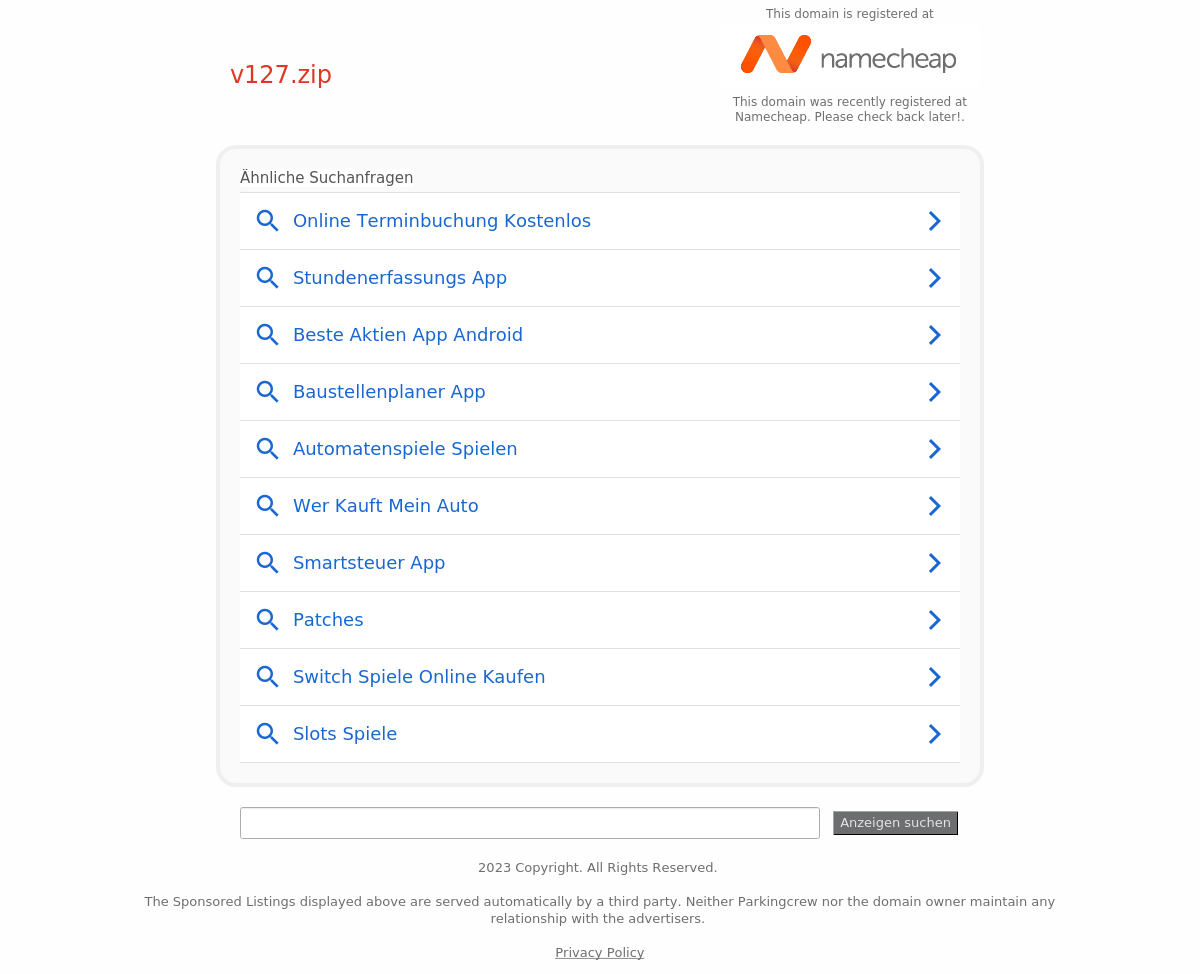 This domain is registered at
namecheap
v127.zip
This domain was recently registered at
Namecheap. Please check back later!.
Ähnliche Suchanfragen
Online Terminbuchung Kostenlos
Stundenerfassungs App
Beste Aktien App Android
Baustellenplaner App
Automatenspiele Spielen
Wer Kauft Mein Auto
Smartsteuer App
Patches
Switch Spiele Online Kaufen
Slots Spiele
Anzeigen suchen
2023 Copyright. All Rights Reserved.
The Sponsored Listings displayed above are served automatically by a third party. Neither Parkingcrew nor the domain owner maintain any
relationship with the advertisers.
Privacy Policy